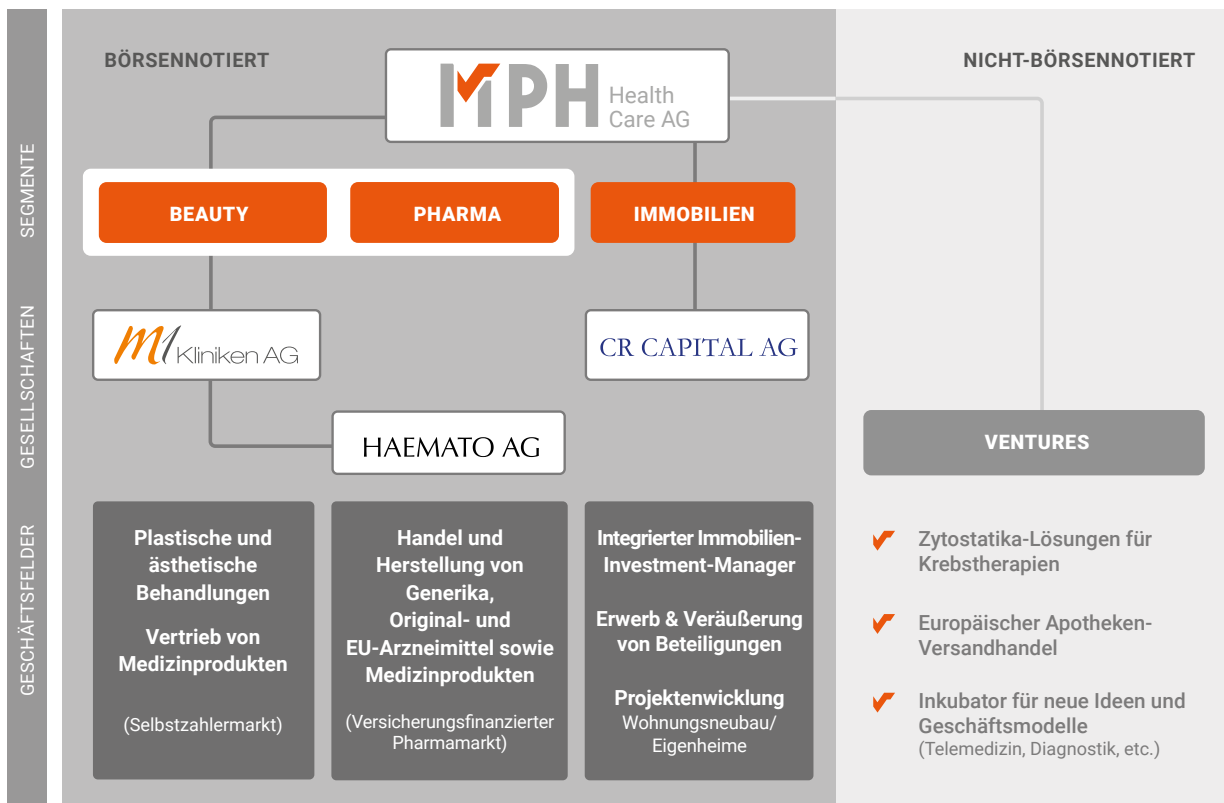 BÖRSENNOTIERT
MPH Health
Care AG
NICHT-BÖRSENNOTIERT
SEGMENTE
BEAUTY
PHARMA
IMMOBILIEN
GESELLSCHAFTEN
M1 Kliniken AG
CR CAPITAL AG
HAEMATO AG
VENTURES
GESCHÄFTSFELDER
Plastische und
ästhetische
Behandlungen
Vertrieb von
Medizinprodukten
(Selbstzahlermarkt)
Handel und
Herstellung von
Generika,
Original- und
EU-Arzneimittel sowie
Medizinprodukten
(Versicherungsfinanzierter
Pharmamarkt)
Integrierter Immobilien-
Investment-Manager
Erwerb & Veräußerung
von Beteiligungen
Projektenwicklung
Wohnungsneubau/
Eigenheime
Zytostatika-Lösungen für
Krebstherapien
Europäischer Apotheken-
Versandhandel
Inkubator für neue Ideen und
Geschäftsmodelle
(Telemedizin, Diagnostik, etc.)